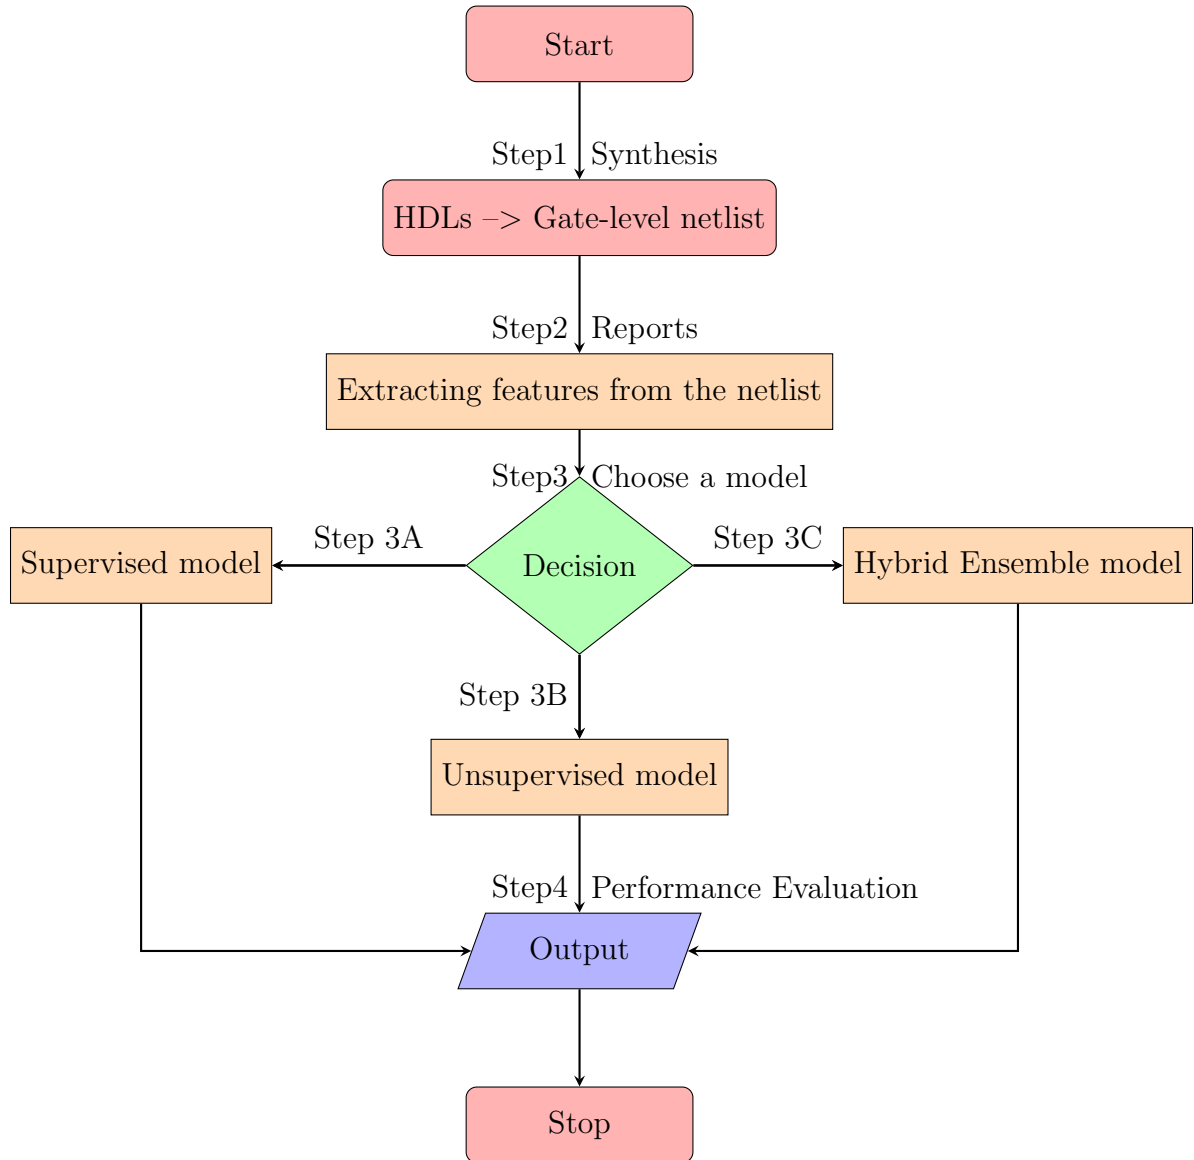 Start
Step1 Synthesis
HDLs –> Gate-level netlist
Step2 Reports
Extracting features from the netlist
Step3 Choose a model
Supervised model
Step 3A
Decision
Step 3C
Hybrid Ensemble model
Step 3B
Unsupervised model
Step4 Performance Evaluation
Output
Stop